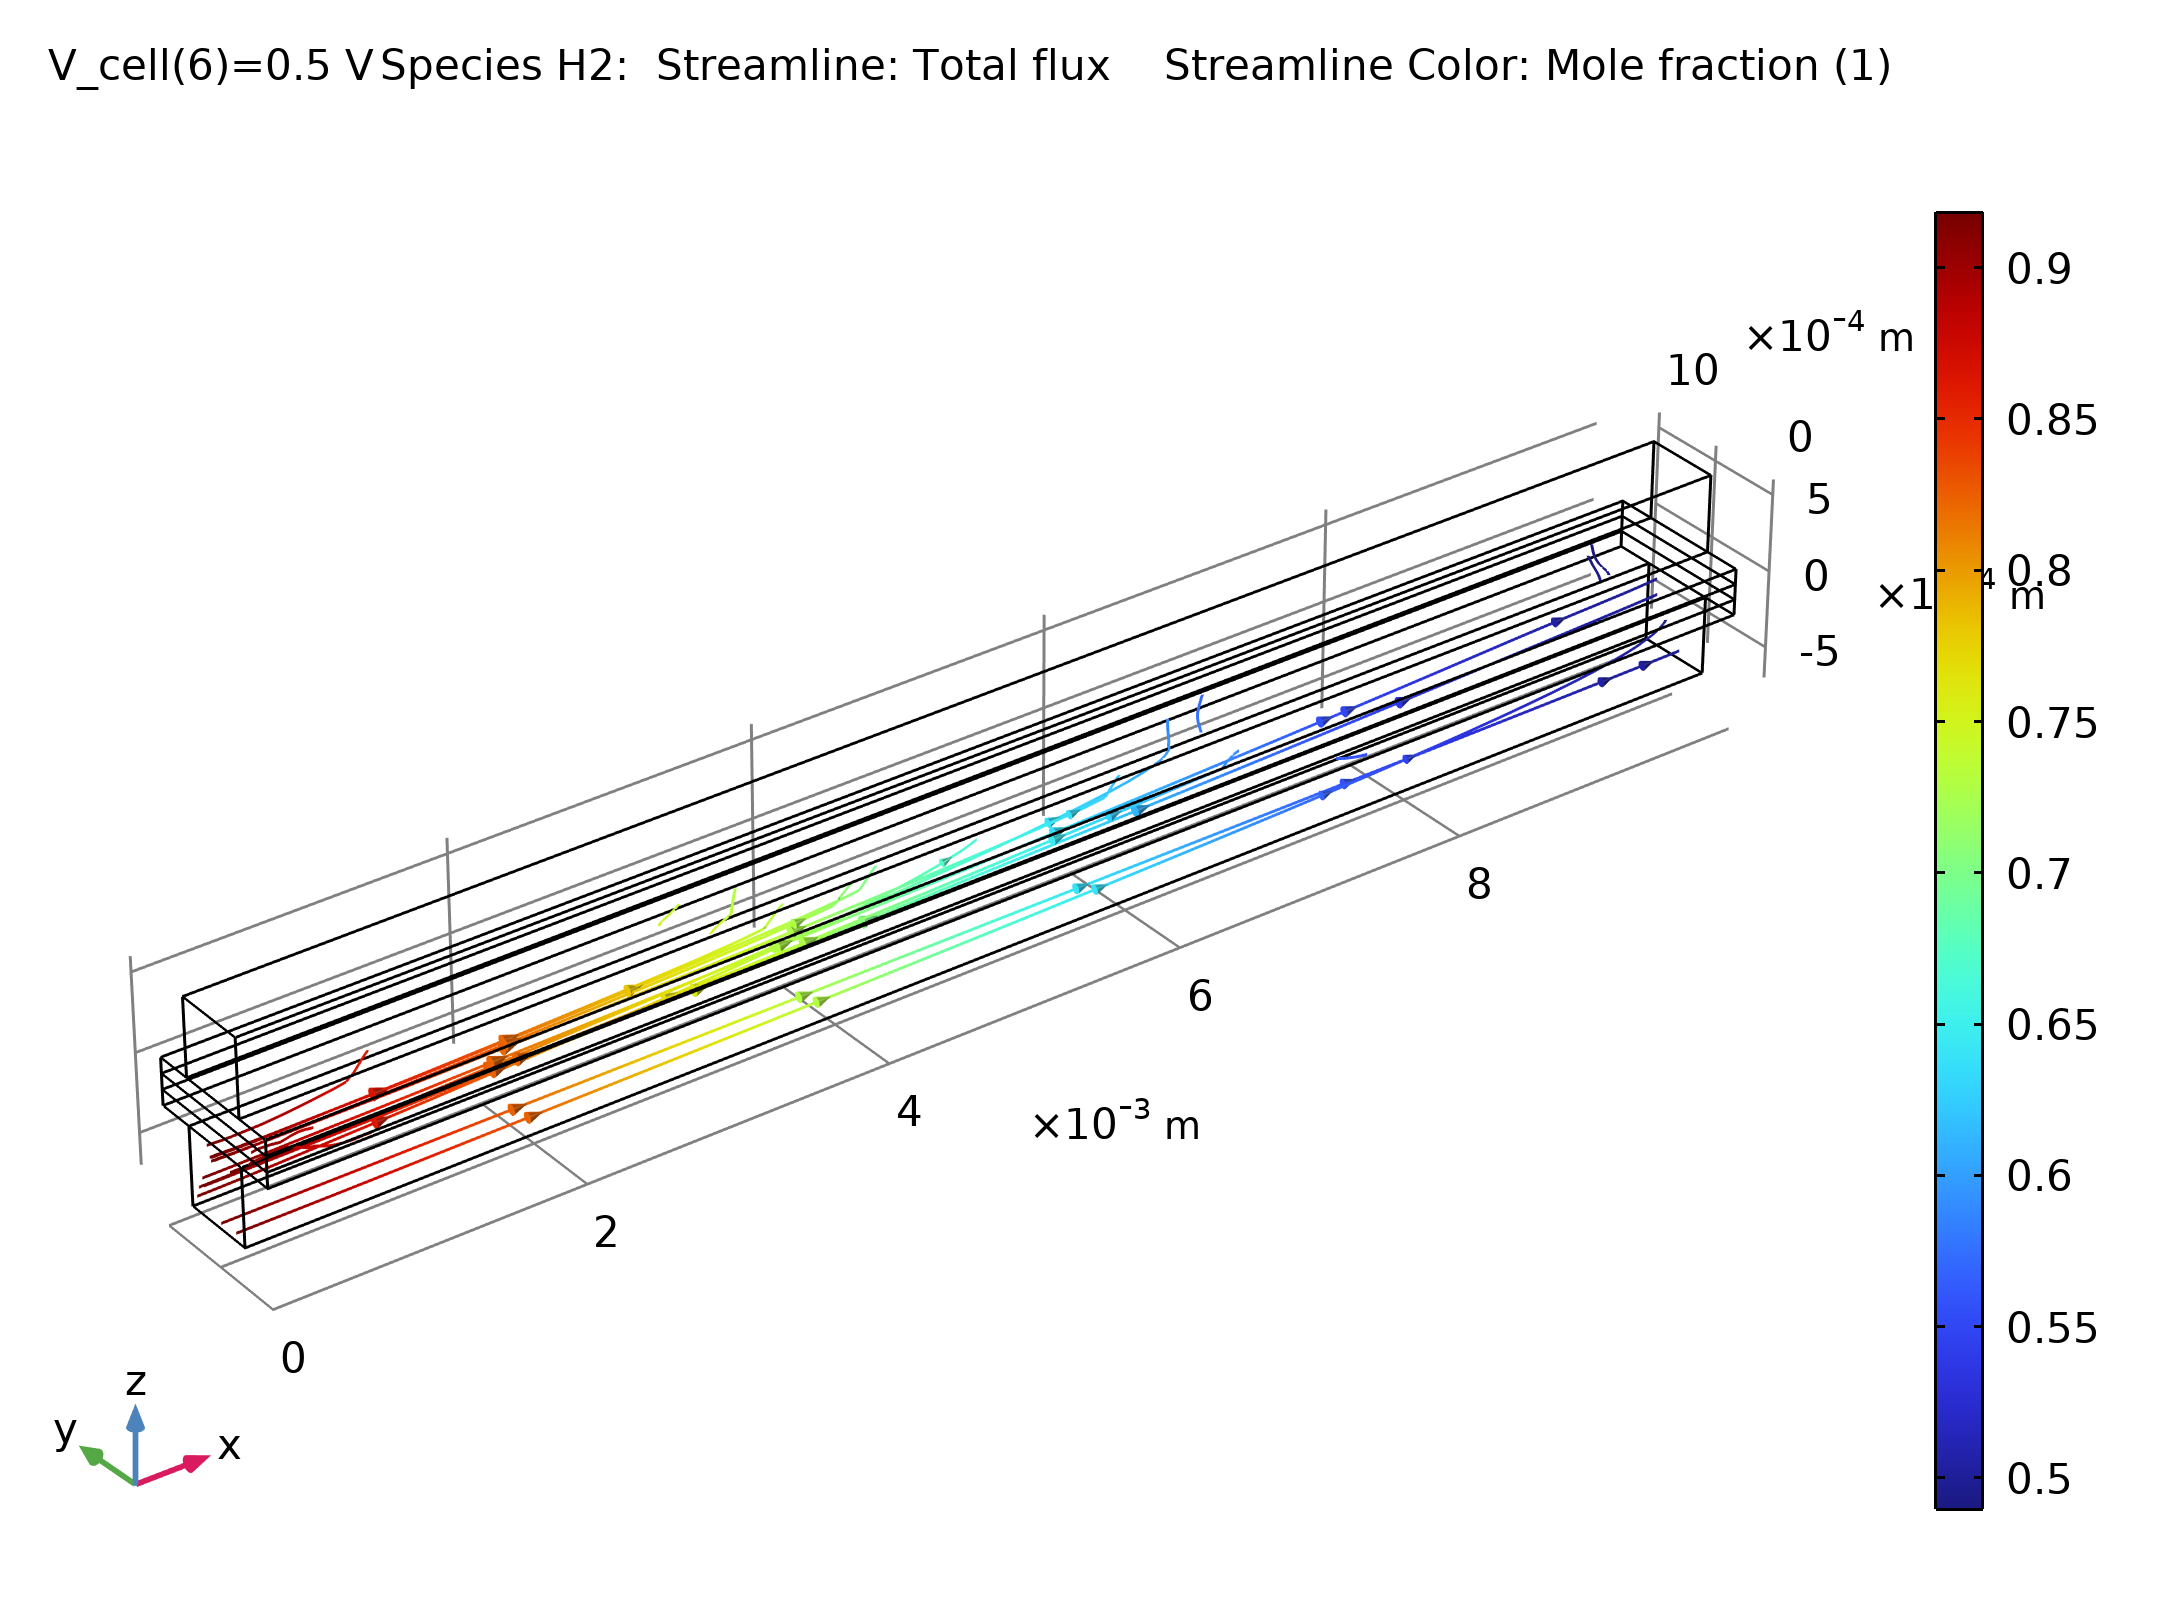 V_cell(6)=0.5 V Species H2: Streamline: Total flux Streamline Color: Mole fraction (1)
0.9
×10⁻⁴ m
10
0
0.85
5
0
0.8
×1 4 m
-5
0.75
0.7
8
0.65
6
4
×10⁻³ m
0.6
2
0.55
0
z
y
x
0.5